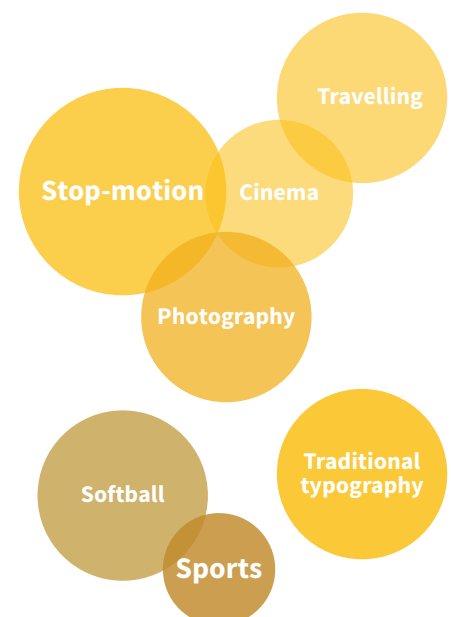 Travelling
Stop-motion
Cinema
Photography
Traditional
typography
Softball
Sports